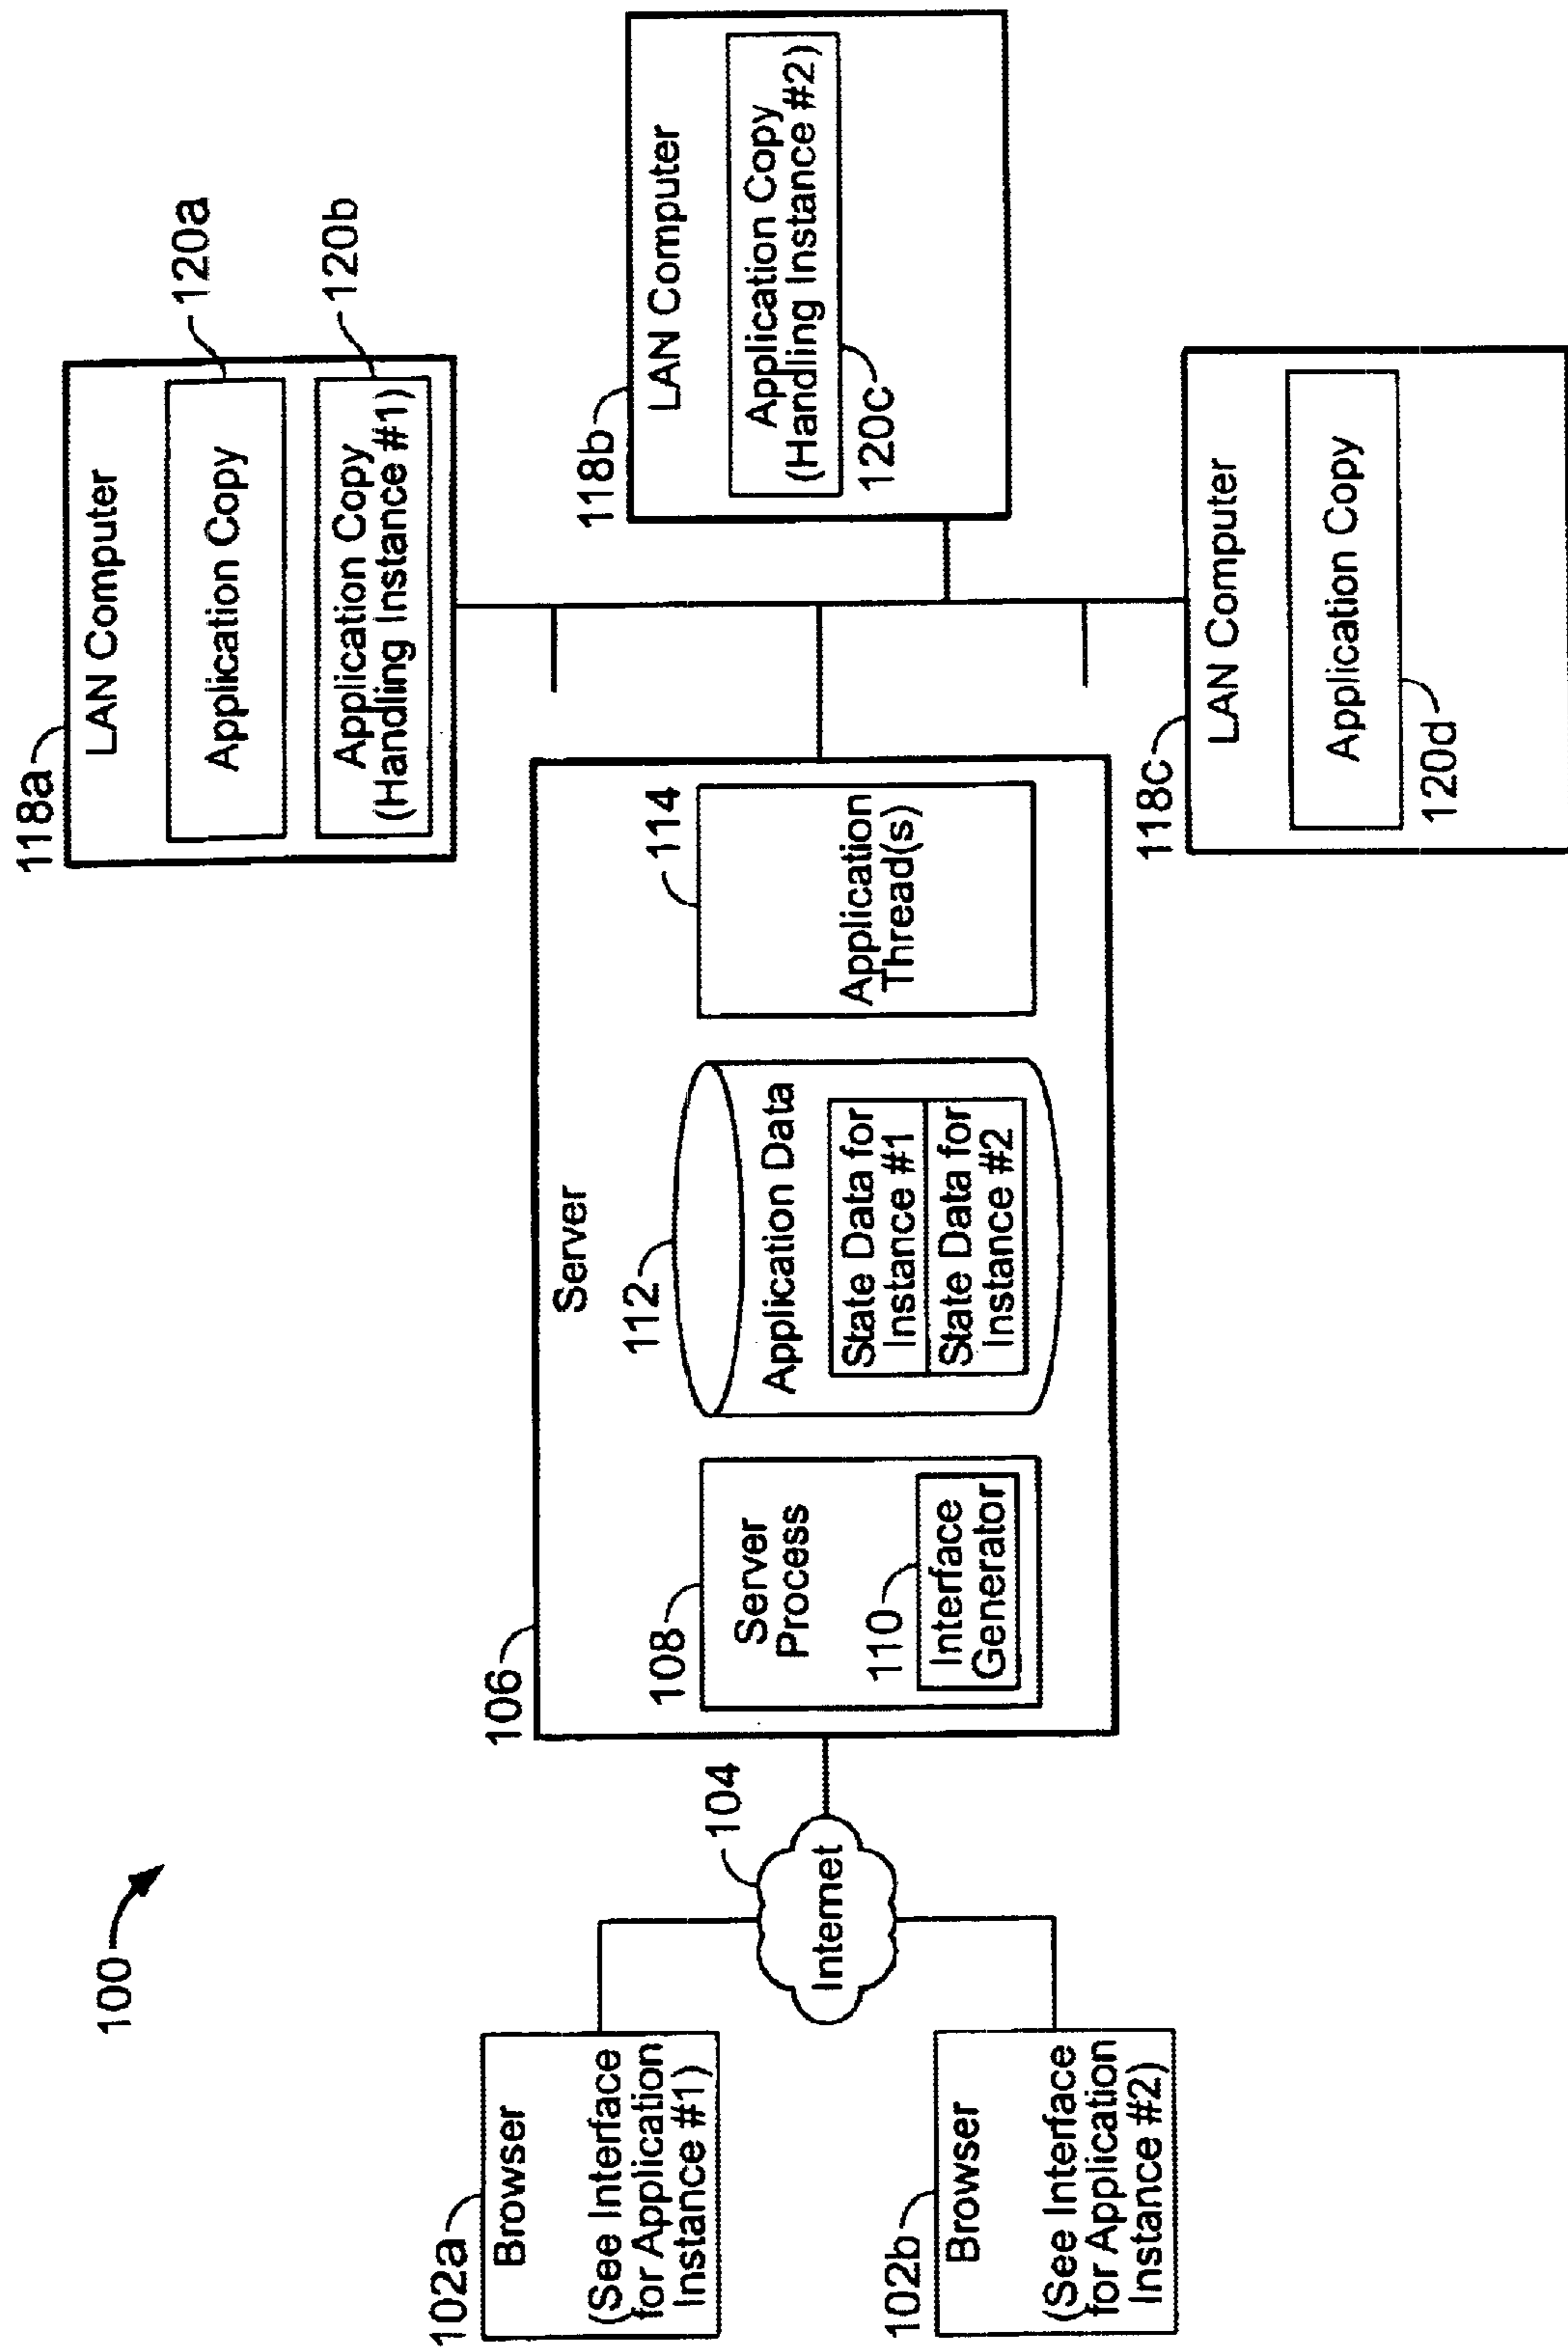 100
102a
Browser
(See Interface
for Application
Instance #1)
102b
Browser
(See Interface
for Application
Instance #2)
104
Internet
106
Server
108
Server
Process
110
Interface
Generator
112
Application Data
State Data for
Instance #1
State Data for
Instance #2
114
Application
Thread(s)
118a
LAN Computer
Application Copy
120a
Application Copy
(Handling Instance #1)
120b
118b
LAN Computer
Application Copy
(Handling Instance #2)
120c
118c
LAN Computer
Application Copy
120d